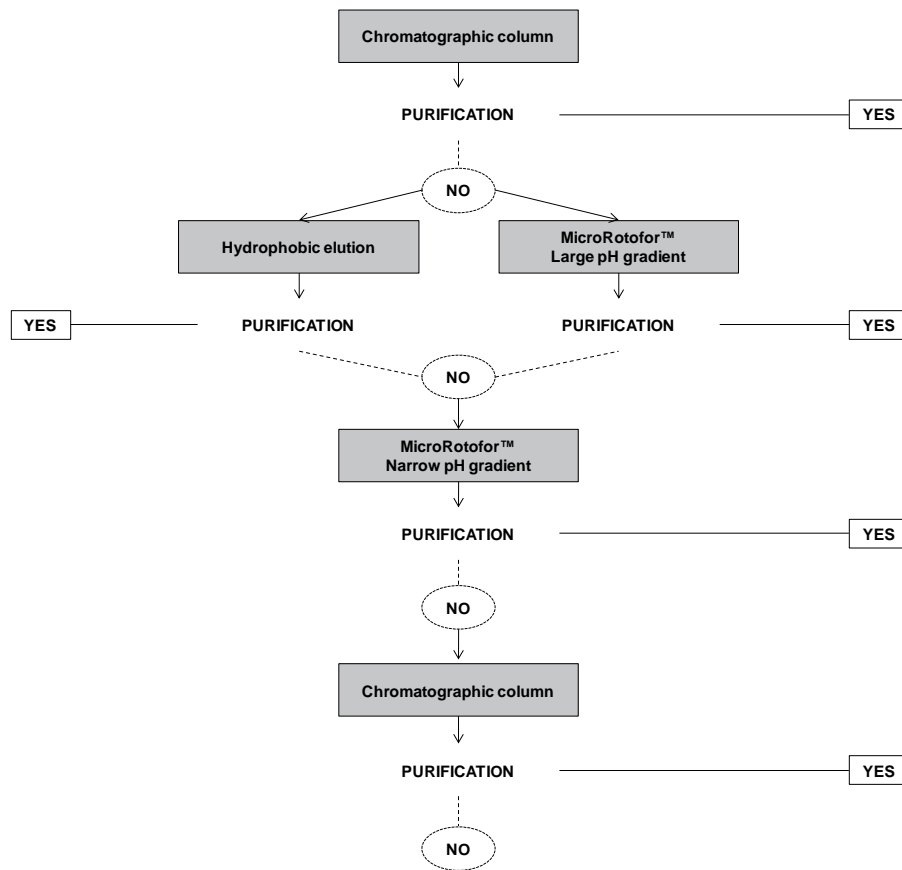 Chromatographic column
PURIFICATION
YES
NO
Hydrophobic elution
MicroRotofor™
Large pH gradient
YES
PURIFICATION
PURIFICATION
YES
NO
MicroRotofor™
Narrow pH gradient
PURIFICATION
YES
NO
Chromatographic column
PURIFICATION
YES
NO